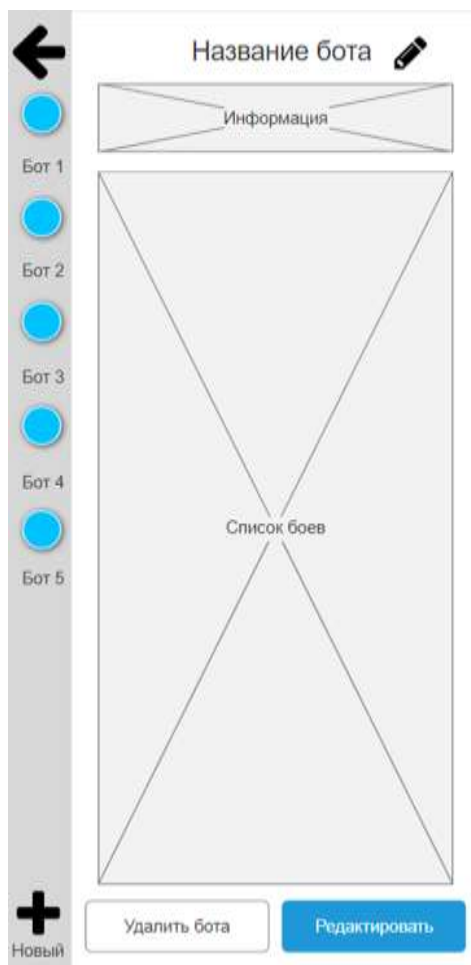 Название бота
Информация
Бот 1
Бот 2
Бот 3
Бот 4
Бот 5
Список боев
Новый
Удалить бота
Редактировать